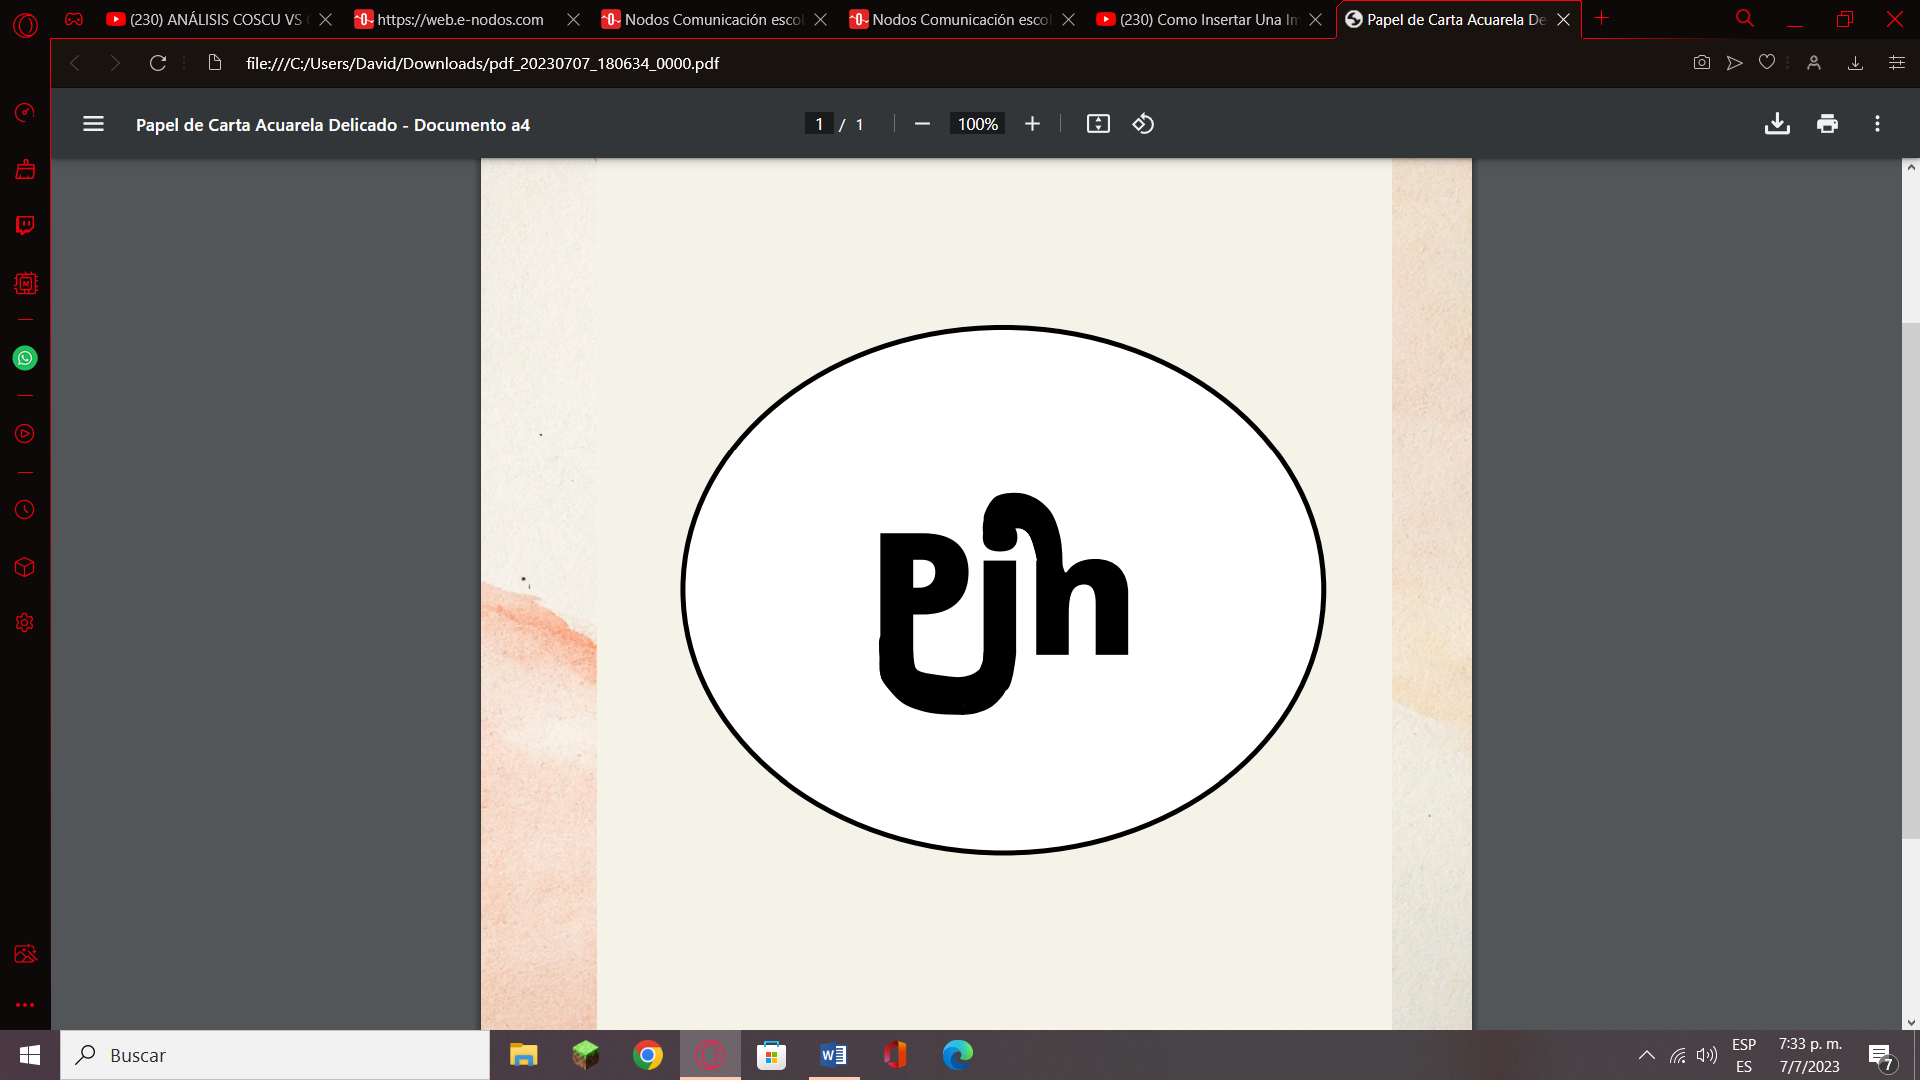 (230) ANÁLISIS COSCU VS
https://web.e-nodos.com
Nodos Comunicación escol
Nodos Comunicación escol
(230) Como Insertar Una Im
Papel de Carta Acuarela De
file:///C:/Users/David/Downloads/pdf_20230707_180634_0000.pdf
Papel de Carta Acuarela Delicado - Documento a4
1 / 1
100%
Pjh
Buscar
ESP
ES
7:33 p. m.
7/7/2023
7